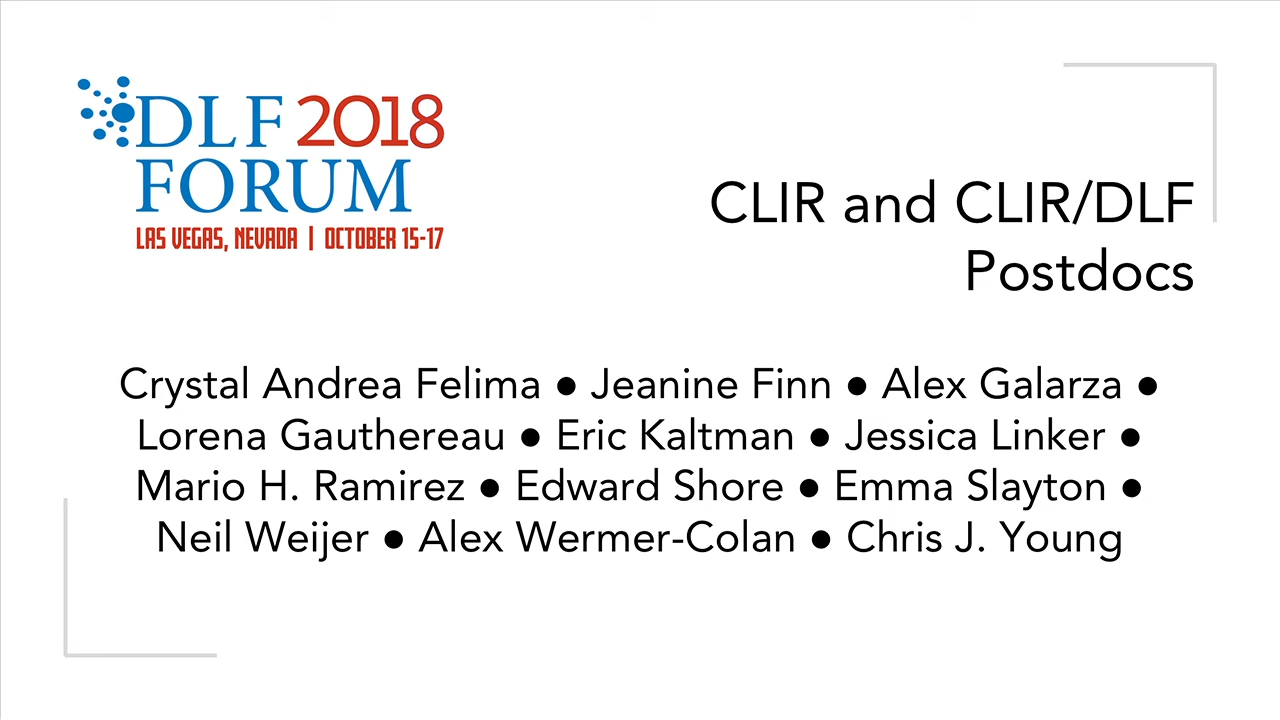 DLF 2018
FORUM
LAS VEGAS, NEVADA | OCTOBER 15-17
CLIR and CLIR/DLF
Postdocs
Crystal Andrea Felima ● Jeanine Finn ● Alex Galarza ●
Lorena Gauthereau ● Eric Kaltman ● Jessica Linker ●
Mario H. Ramirez ● Edward Shore ● Emma Slayton ●
Neil Weijer ● Alex Wermer-Colan ● Chris J. Young